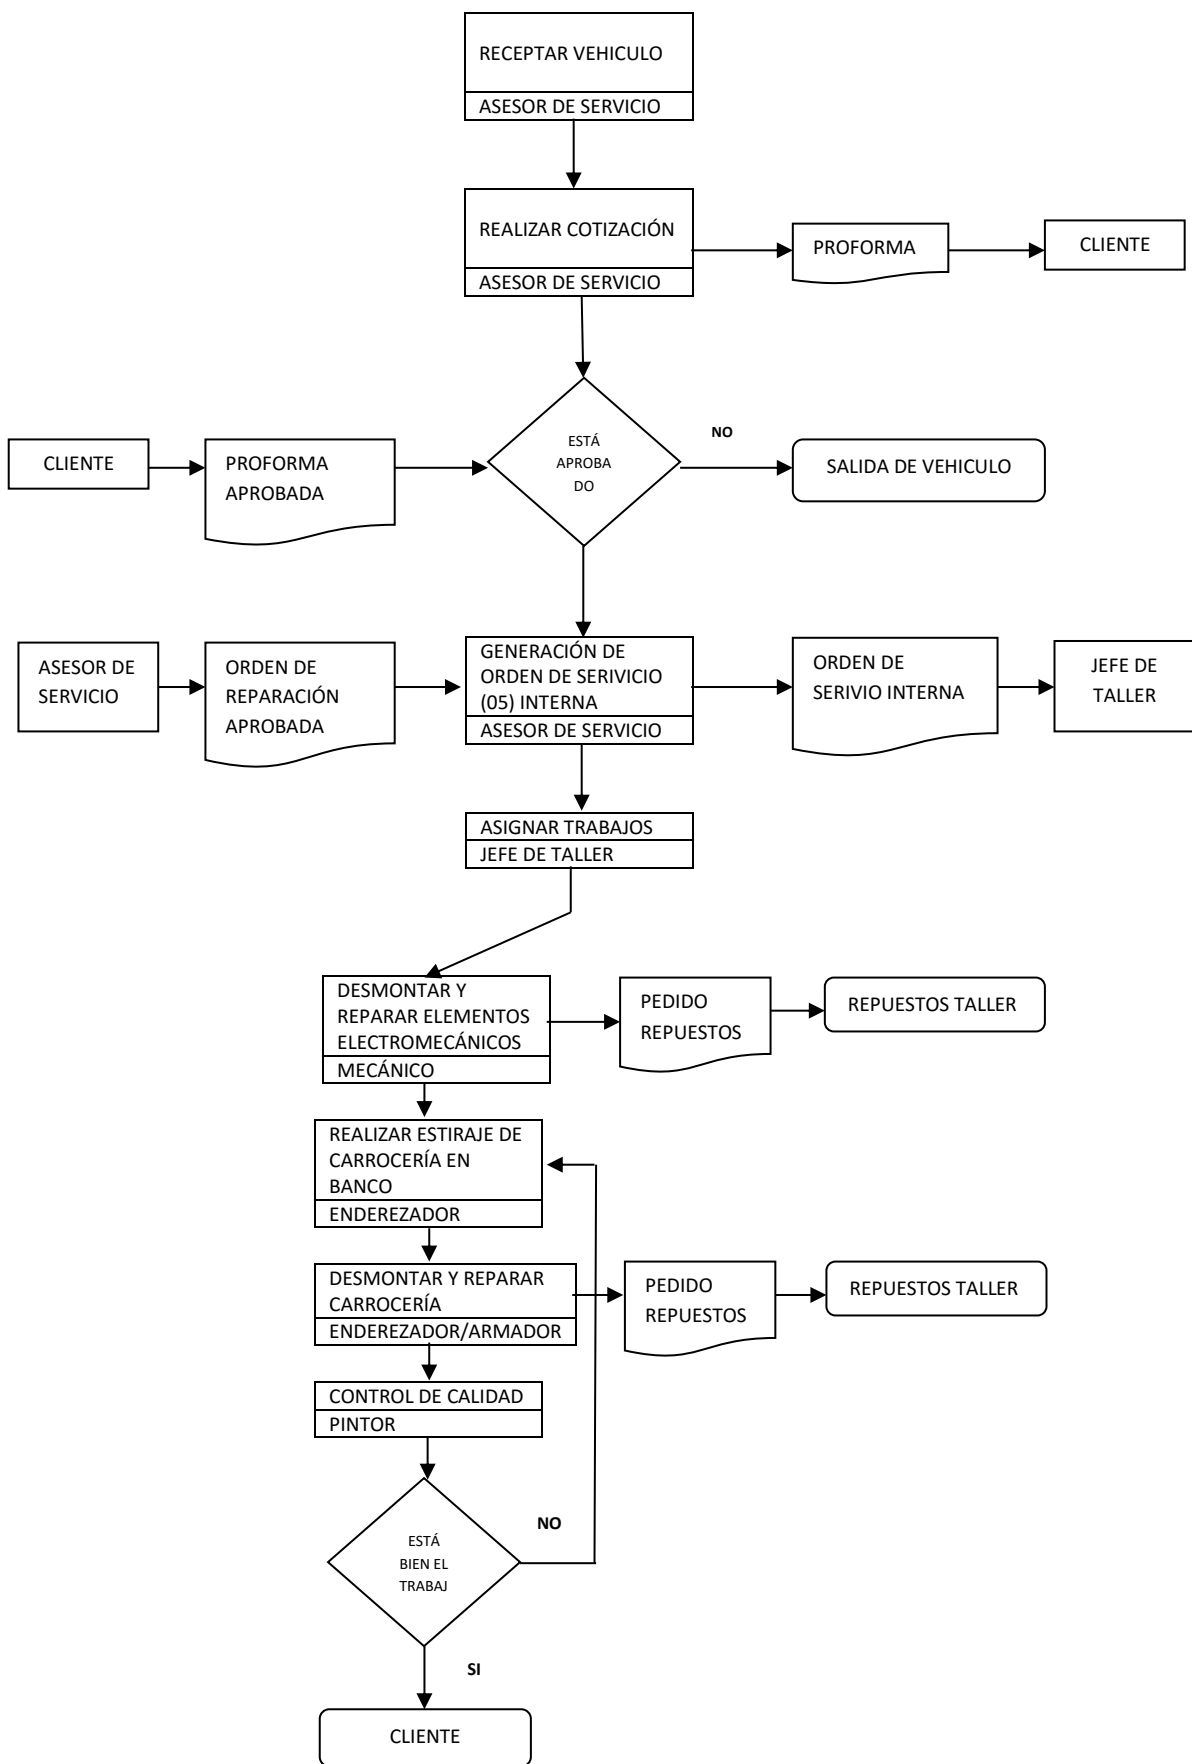 RECEPTAR VEHICULO
ASESOR DE SERVICIO
REALIZAR COTIZACIÓN
ASESOR DE SERVICIO
PROFORMA
CLIENTE
CLIENTE
PROFORMA
APROBADA
ESTÁ
APROBA
DO
NO
SALIDA DE VEHICULO
ASESOR DE
SERVICIO
ORDEN DE
REPARACIÓN
APROBADA
GENERACIÓN DE
ORDEN DE SERIVICIO
(05) INTERNA
ASESOR DE SERVICIO
ORDEN DE
SERIVIO INTERNA
JEFE DE
TALLER
ASIGNAR TRABAJOS
JEFE DE TALLER
DESMONTAR Y
REPARAR ELEMENTOS
ELECTROMECÁNICOS
MECÁNICO
PEDIDO
REPUESTOS
REPUESTOS TALLER
REALIZAR ESTIRAJE DE
CARROCERÍA EN
BANCO
ENDEREZADOR
DESMONTAR Y REPARAR
CARROCERÍA
ENDEREZADOR/ARMADOR
PEDIDO
REPUESTOS
REPUESTOS TALLER
CONTROL DE CALIDAD
PINTOR
ESTÁ
BIEN EL
TRABAJ
NO
SI
CLIENTE